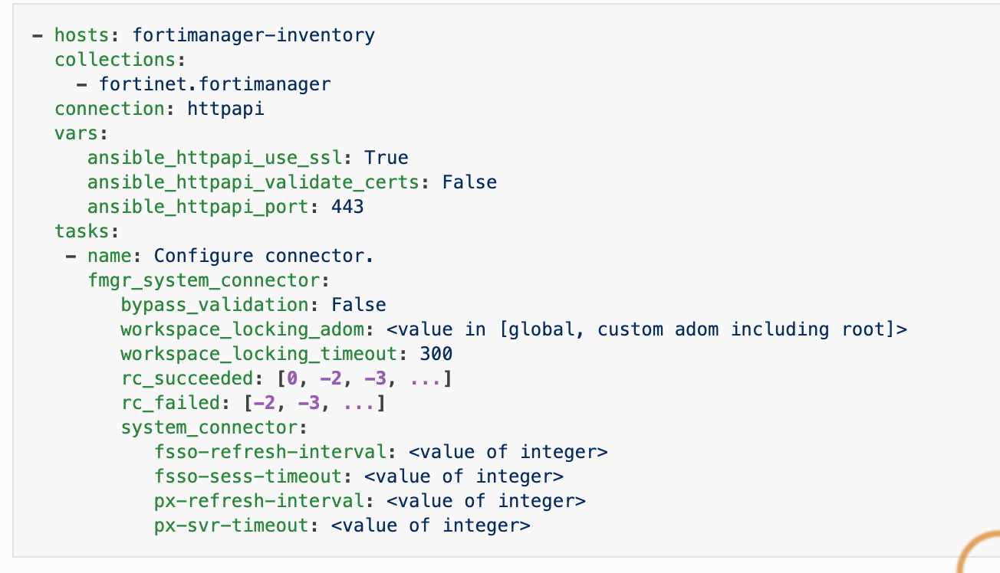 - hosts: fortimanager-inventory
  collections:
    - fortinet.fortimanager
  connection: httpapi
  vars:
     ansible_httpapi_use_ssl: True
     ansible_httpapi_validate_certs: False
     ansible_httpapi_port: 443
  tasks:
   - name: Configure connector.
     fmgr_system_connector:
        bypass_validation: False
        workspace_locking_adom: <value in [global, custom adom including root]>
        workspace_locking_timeout: 300
        rc_succeeded: [0, -2, -3, ...]
        rc_failed: [-2, -3, ...]
        system_connector:
           fsso-refresh-interval: <value of integer>
           fsso-sess-timeout: <value of integer>
           px-refresh-interval: <value of integer>
           px-svr-timeout: <value of integer>